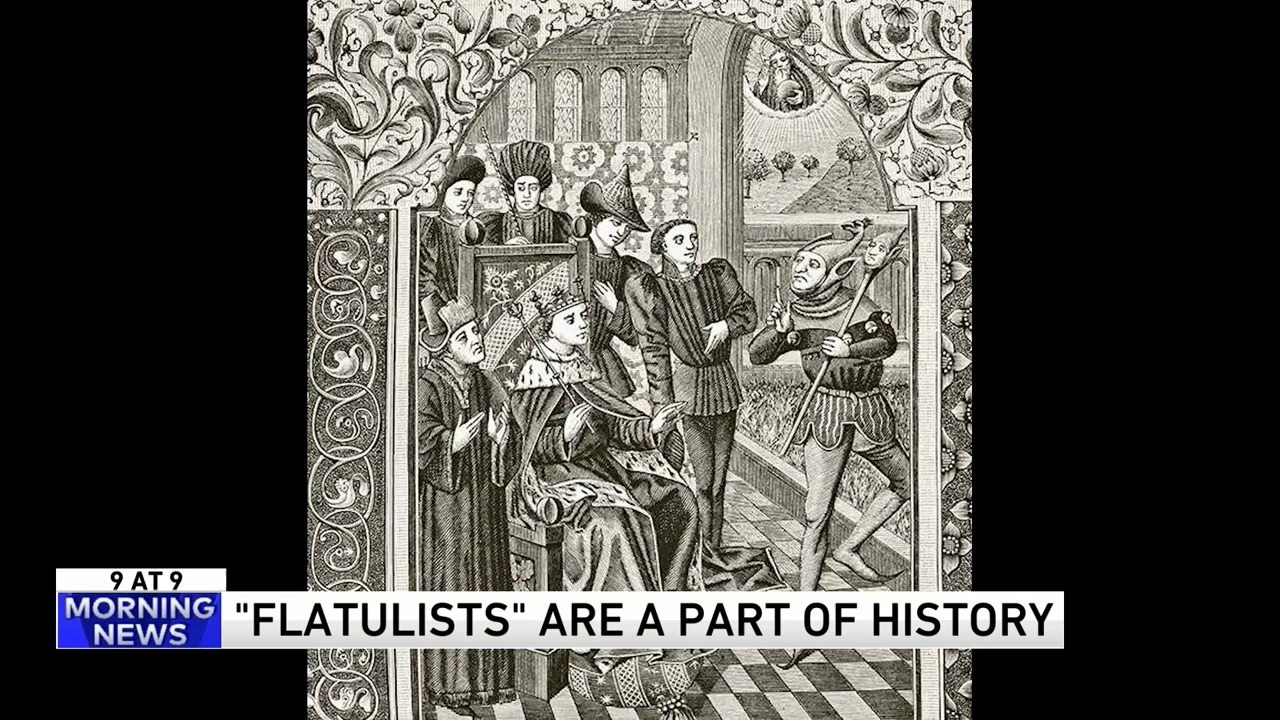 9 AT 9
MORNING
NEWS
"FLATULISTS" ARE A PART OF HISTORY